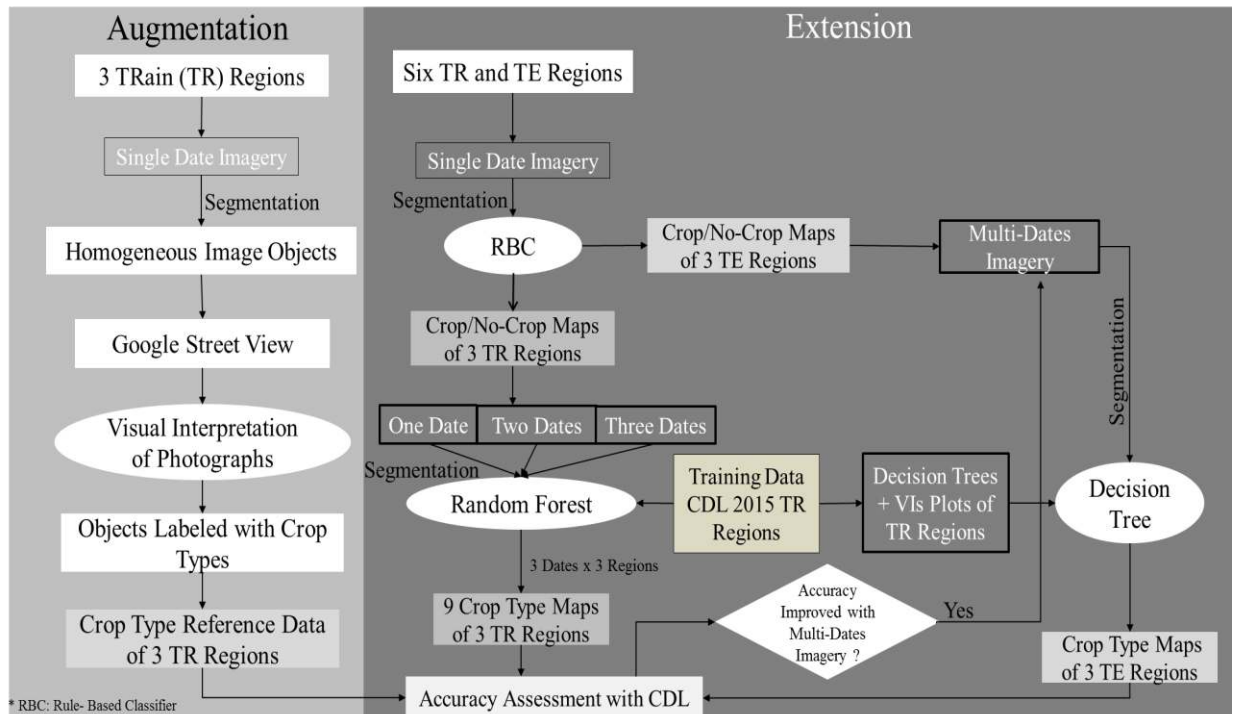 Augmentation
3 TRain (TR) Regions
Single Date Imagery
Segmentation
Homogeneous Image Objects
Google Street View
Visual Interpretation
of Photographs
Objects Labeled with Crop
Types
Crop Type Reference Data
of 3 TR Regions
* RBC: Rule- Based Classifier
Extension
Six TR and TE Regions
Single Date Imagery
Segmentation
RBC
Crop/No-Crop Maps
of 3 TE Regions
Multi-Dates
Imagery
Crop/No-Crop Maps
of 3 TR Regions
Segmentation
One Date
Two Dates
Three Dates
Segmentation
Random Forest
Training Data
CDL 2015 TR
Regions
Decision Trees
+ VIs Plots of
TR Regions
Decision
Tree
3 Dates x 3 Regions
9 Crop Type Maps
of 3 TR Regions
Accuracy
Improved with
Multi-Dates
Imagery ?
Yes
Crop Type Maps
of 3 TE Regions
Accuracy Assessment with CDL